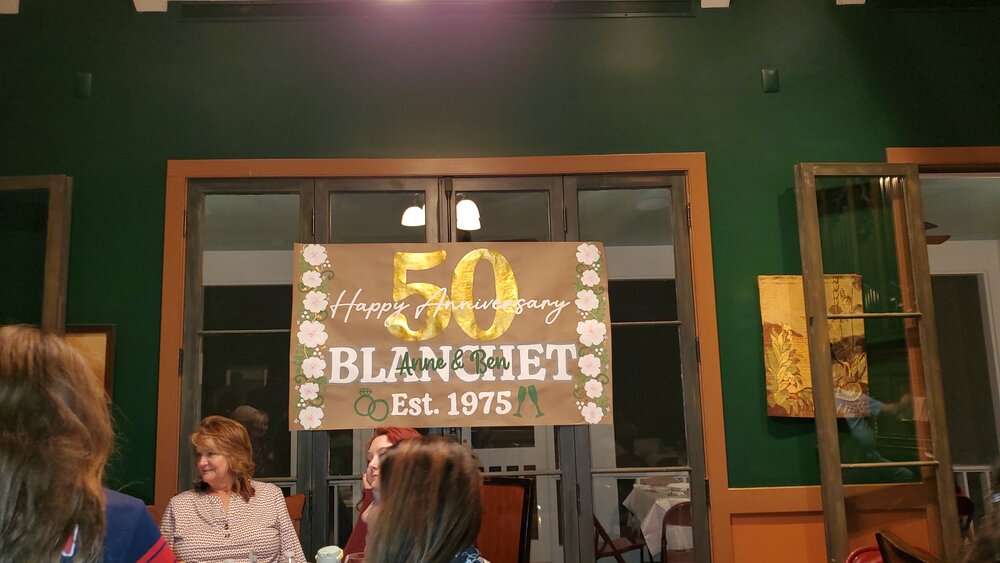 50
Happy Anniversary
BLANCHET
Anne & Ben
Est. 1975